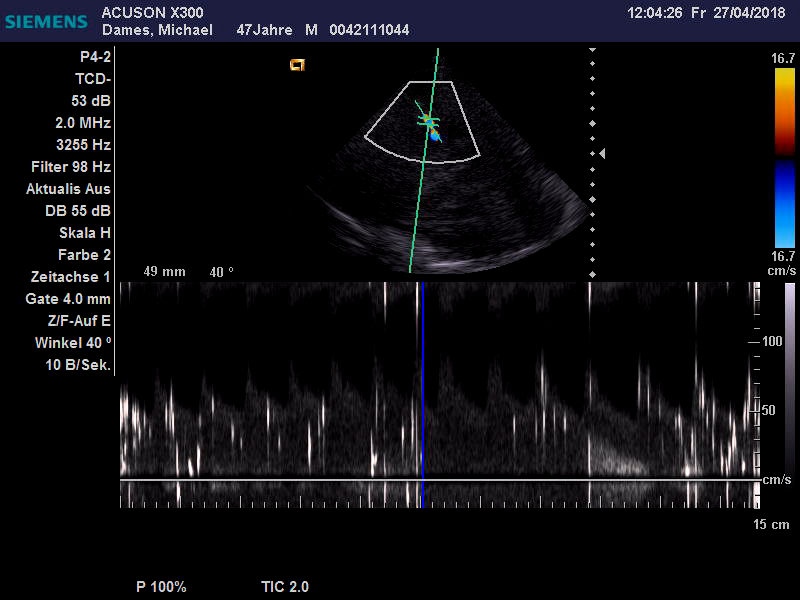 SIEMENS
ACUSON X300
12:04:26 Fr 27/04/2018
Dames, Michael 47Jahre M 0042111044
P4-2
TCD-
53 dB
2.0 MHz
3255 Hz
Filter 98 Hz
Aktualis Aus
DB 55 dB
Skala H
Farbe 2
Zeitachse 1
Gate 4.0 mm
Z/F-Auf E
Winkel 40 º
10 B/Sek.
16.7
16.7
cm/s
49 mm 40 º
100
50
cm/s
15 cm
P 100% TIC 2.0